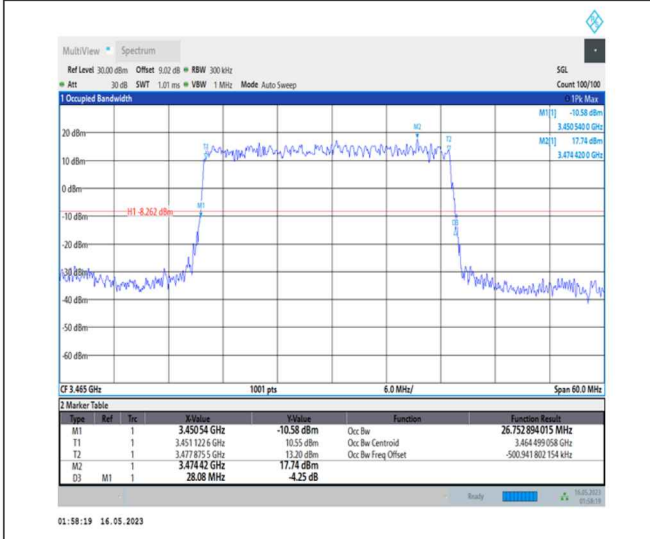 MultiView Spectrum
Ref Level 30.00 dBm Offset 9.02 dB RBW 300 kHz SGL
Att 30 dB SWT 1.01 ms VBW 1 MHz Mode Auto Sweep Count 100/100
1 Occupied Bandwidth 1Pk Max
M1[1] -10.58 dBm
3.450 540 0 GHz
M2[1] 17.74 dBm
3.474 420 0 GHz
M2
20 dBm
T1 T2
10 dBm
0 dBm
M1
H1 -8.262 dBm
-10 dBm
D3
-20 dBm
-30 dBm
-40 dBm
-50 dBm
-60 dBm
CF 3.465 GHz 1001 pts 6.0 MHz/ Span 60.0 MHz
2 Marker Table
Type Ref Trc X-Value Y-Value Function Function Result
M1 1 3.450 54 GHz -10.58 dBm Occ Bw 26.752 894 015 MHz
T1 1 3.451 122 6 GHz 10.55 dBm Occ Bw Centroid 3.464 499 058 GHz
T2 1 3.477 875 5 GHz 13.20 dBm Occ Bw Freq Offset -500.941 802 154 kHz
M2 1 3.474 42 GHz 17.74 dBm
D3 M1 1 28.08 MHz -4.25 dB
Ready 16.05.2023
01:58:19
01:58:19 16.05.2023